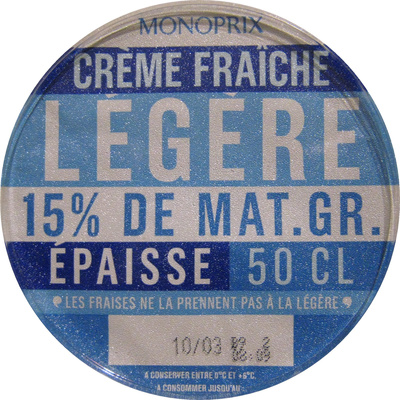 MONOPRIX
CRÈME FRAÎCHE
LÉGÈRE
15% DE MAT.GR.
ÉPAISSE 50 CL
LES FRAISES NE LA PRENNENT PAS À LA LÉGÈRE
10/03
A CONSERVER ENTRE 0°C ET +6°C.
A CONSOMMER JUSQU'AU: